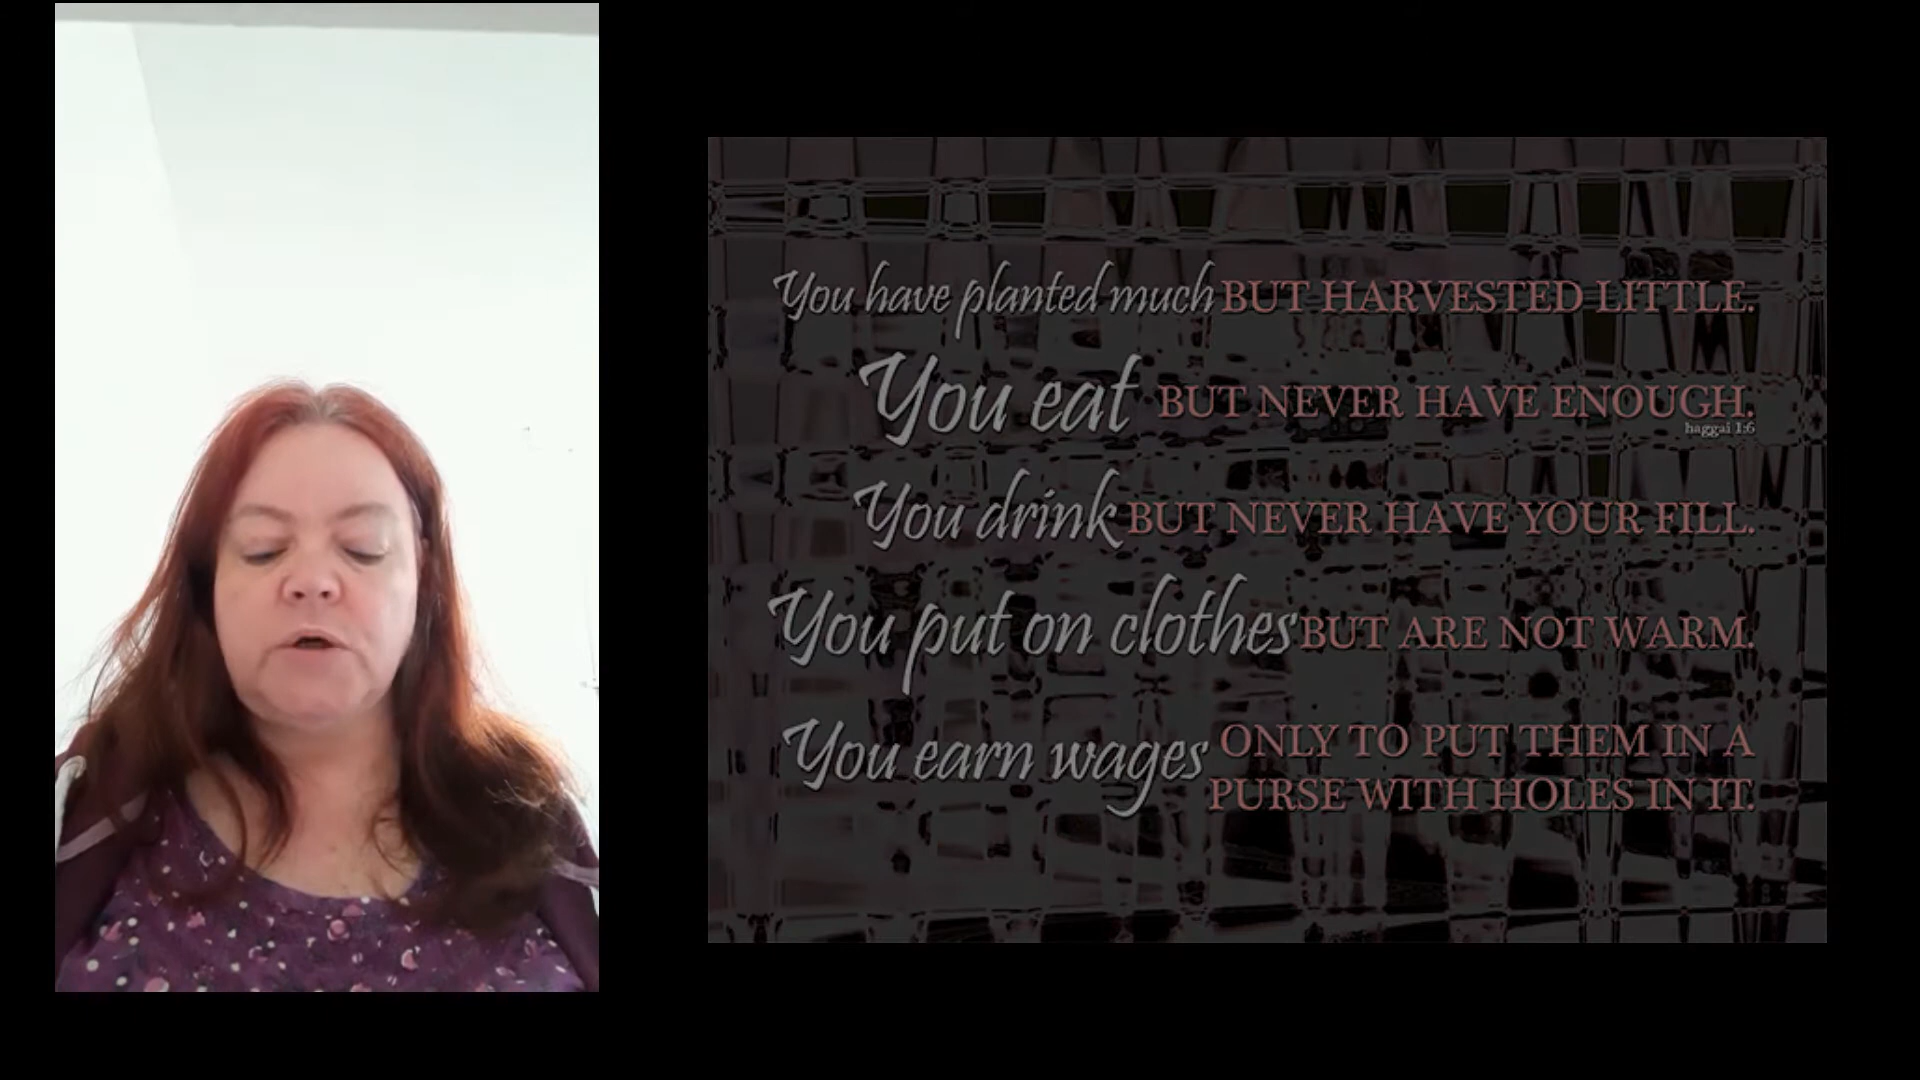 You have planted much BUT HARVESTED LITTLE.
You eat BUT NEVER HAVE ENOUGH.
haggai 1:6
You drink BUT NEVER HAVE YOUR FILL.
You put on clothes BUT ARE NOT WARM.
You earn wages ONLY TO PUT THEM IN A
PURSE WITH HOLES IN IT.